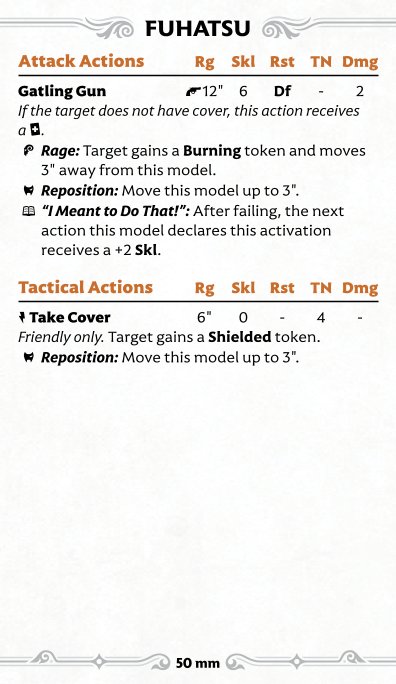 FUHATSU
Attack Actions Rg Skl Rst TN Dmg
Gatling Gun 12" 6 Df - 2
If the target does not have cover, this action receives
a .
Rage: Target gains a Burning token and moves
3" away from this model.
Reposition: Move this model up to 3".
"I Meant to Do That!": After failing, the next
action this model declares this activation
receives a +2 Skl.
Tactical Actions Rg Skl Rst TN Dmg
Take Cover 6" 0 - 4 -
Friendly only. Target gains a Shielded token.
Reposition: Move this model up to 3".
50 mm